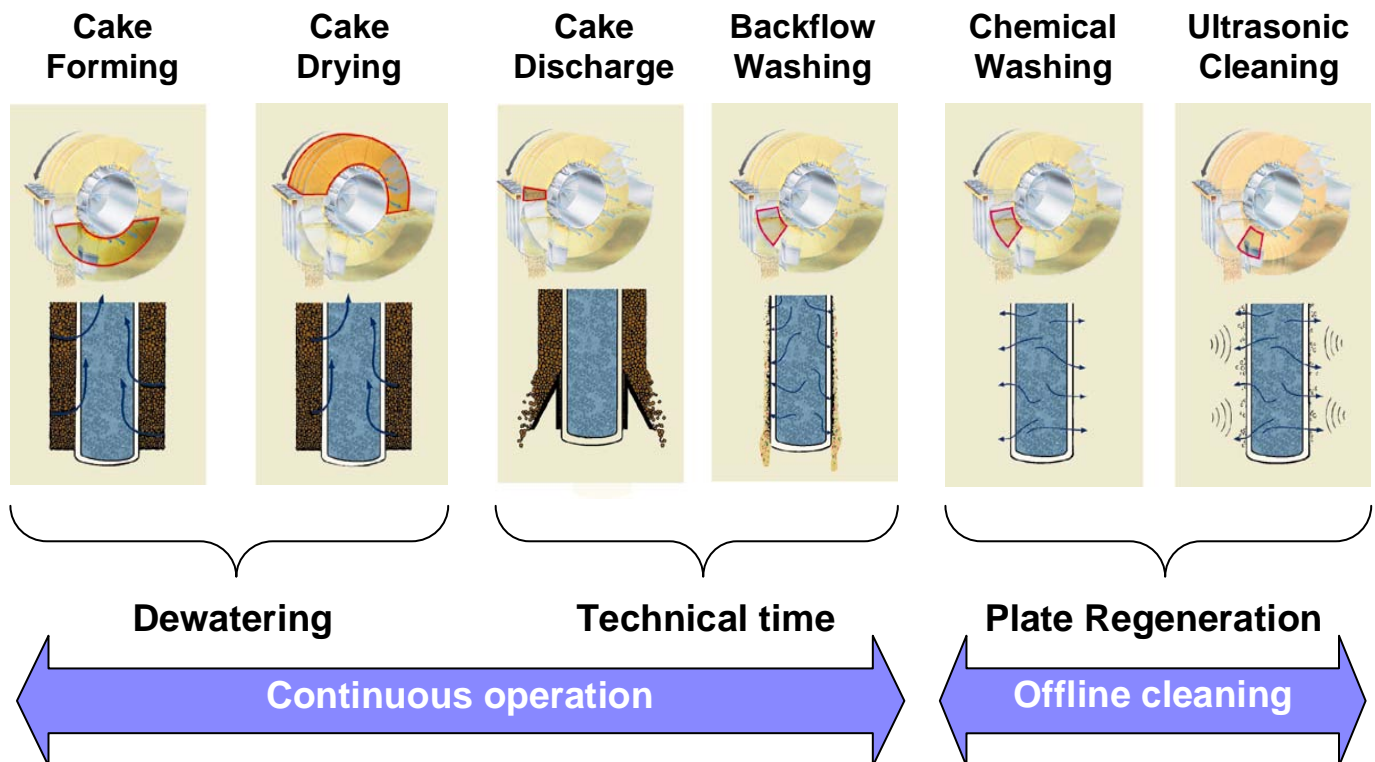 Cake
Forming
Cake
Drying
Cake
Discharge
Backflow
Washing
Chemical
Washing
Ultrasonic
Cleaning
Dewatering
Technical time
Plate Regeneration
Continuous operation
Offline cleaning